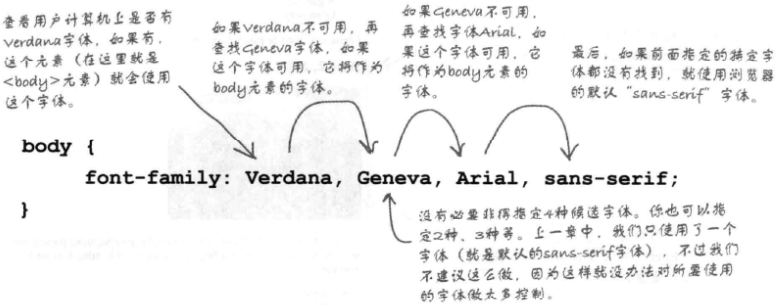 查看用户计算机上是否有
Verdana字体，如果有，
这个元素（在这里就是
<body>元素）就会使用
这个字体。
如果Verdana不可用，再
查找Geneva字体，如果
这个字体可用，它将作为
body元素的字体。
如果Geneva不可用，
再查找字体Arial，如
果这个字体可用，它
将作为body元素的
字体。
最后，如果前面指定的特定字
体都没有找到，就使用浏览器
的默认“sans-serif”字体。
body {
font-family: Verdana, Geneva, Arial, sans-serif;
}
没有必要非得指定4种候选字体。你也可以指
定2种、3种等。上一章中，我们只使用了一个
字体（就是默认的sans-serif字体），不过我们
不建议这么做，因为这样就没办法对所要使用
的字体做太多控制。